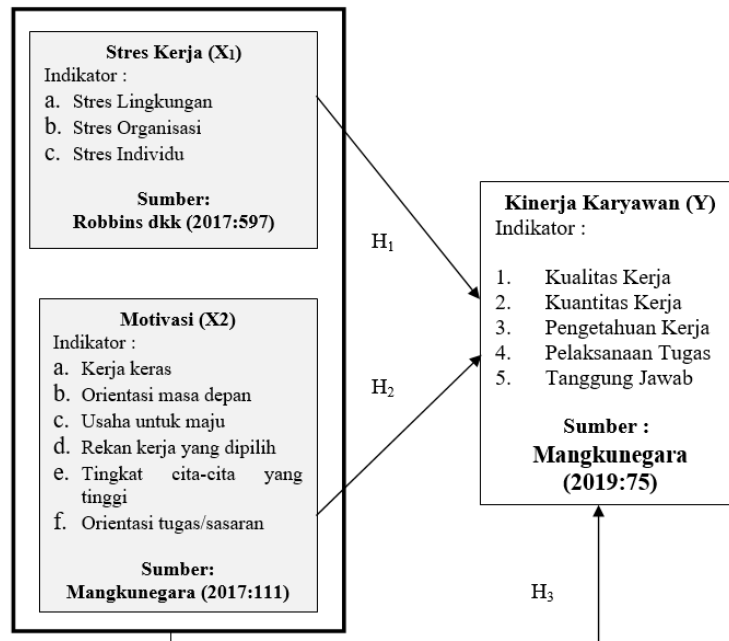 Stres Kerja (X1)
Indikator :
a. Stres Lingkungan
b. Stres Organisasi
c. Stres Individu
Sumber:
Robbins dkk (2017:597)
Motivasi (X2)
Indikator :
a. Kerja keras
b. Orientasi masa depan
c. Usaha untuk maju
d. Rekan kerja yang dipilih
e. Tingkat cita-cita yang
tinggi
f. Orientasi tugas/sasaran
Sumber:
Mangkunegara (2017:111)
H1
H2
Kinerja Karyawan (Y)
Indikator :
1. Kualitas Kerja
2. Kuantitas Kerja
3. Pengetahuan Kerja
4. Pelaksanaan Tugas
5. Tanggung Jawab
Sumber :
Mangkunegara
(2019:75)
H3